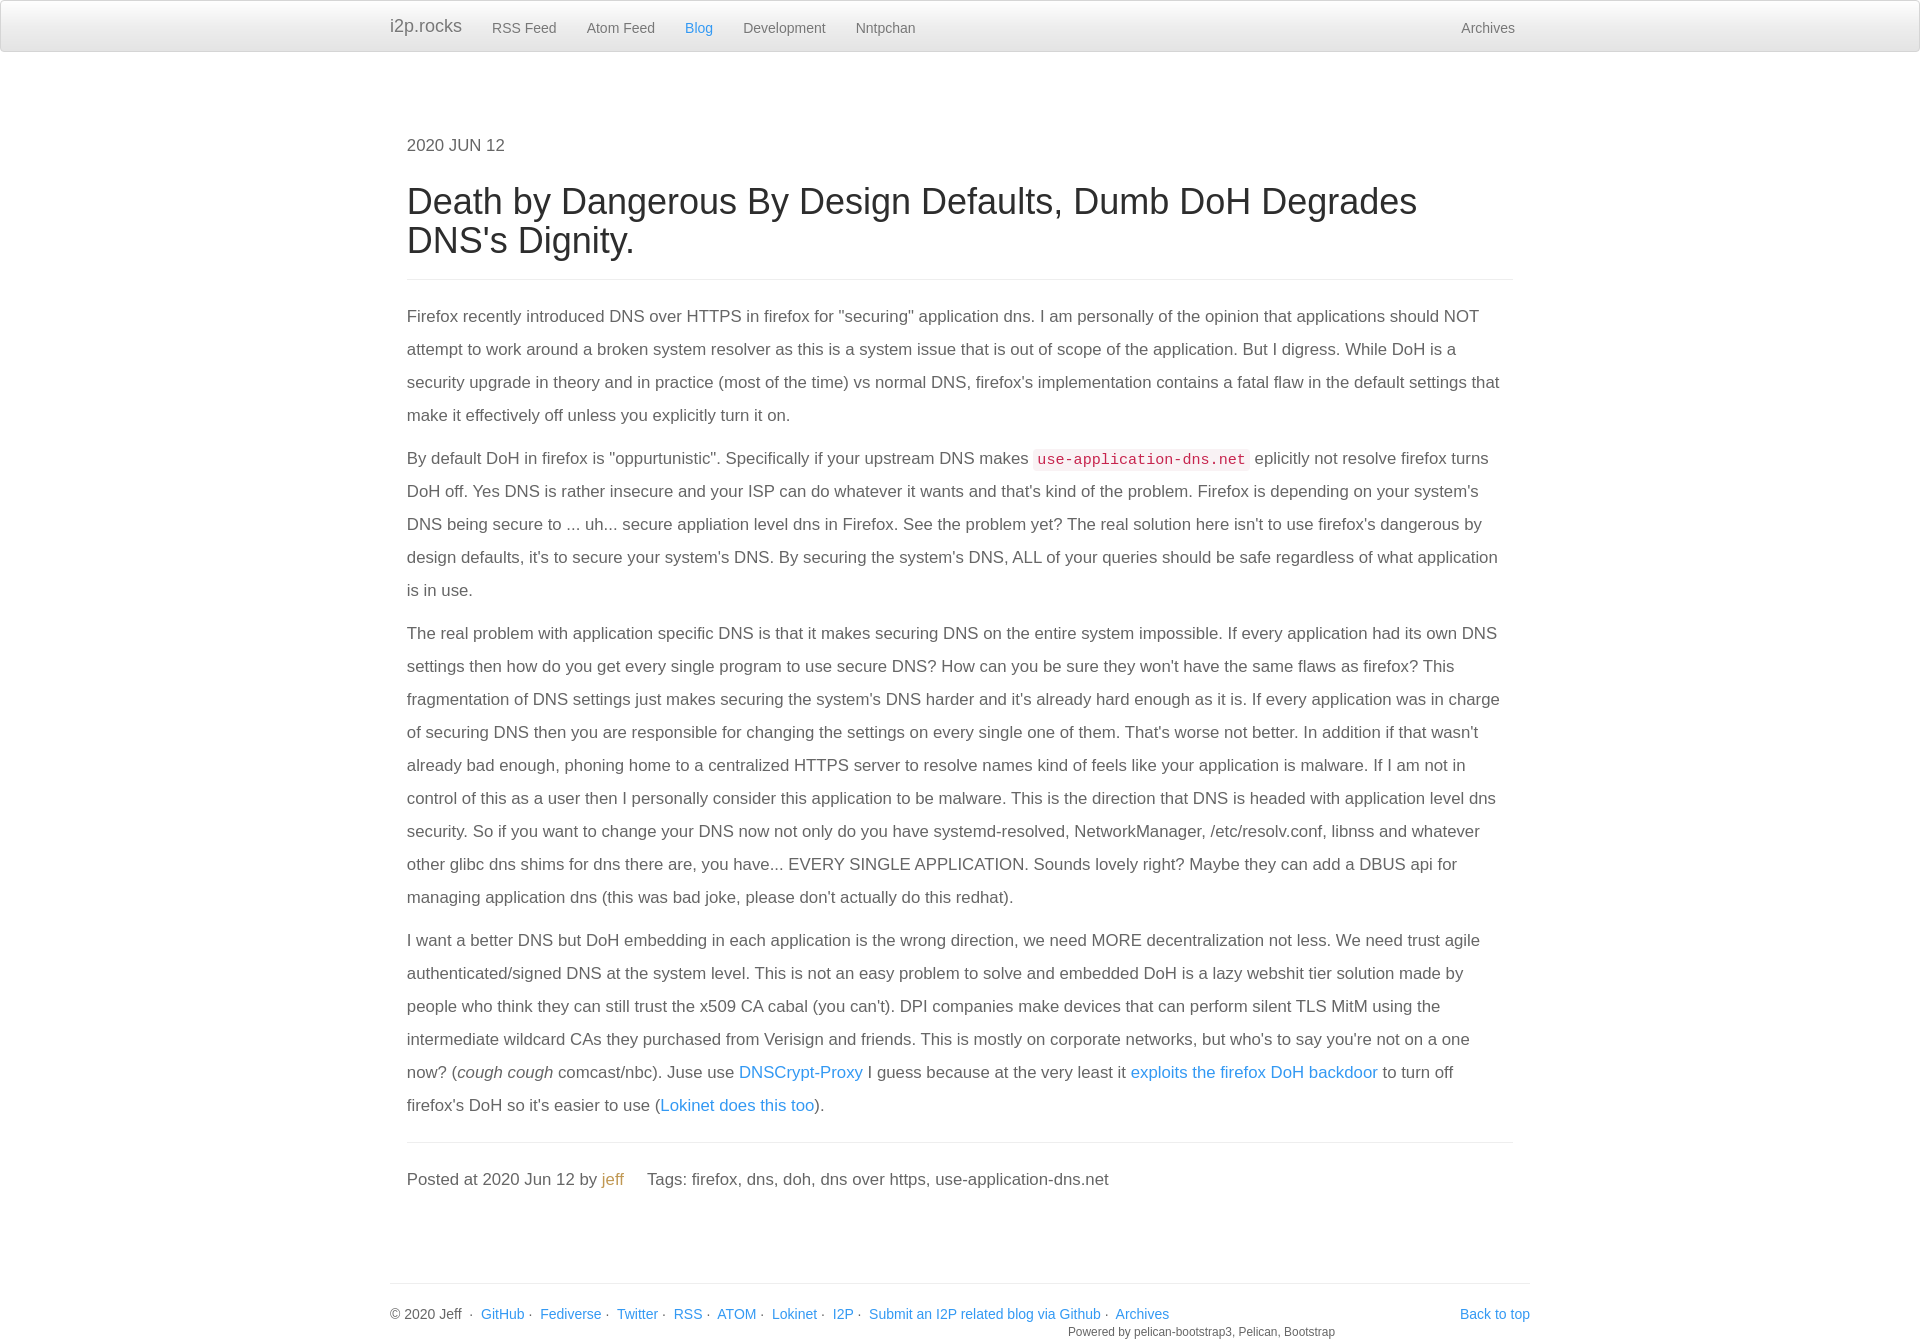 i2p.rocks RSS Feed Atom Feed Blog Development Nntpchan Archives
2020 JUN 12
Death by Dangerous By Design Defaults, Dumb DoH Degrades
DNS's Dignity.
Firefox recently introduced DNS over HTTPS in firefox for "securing" application dns. I am personally of the opinion that applications should NOT
attempt to work around a broken system resolver as this is a system issue that is out of scope of the application. But I digress. While DoH is a
security upgrade in theory and in practice (most of the time) vs normal DNS, firefox's implementation contains a fatal flaw in the default settings that
make it effectively off unless you explicitly turn it on.
By default DoH in firefox is "oppurtunistic". Specifically if your upstream DNS makes use-application-dns.net eplicitly not resolve firefox turns
DoH off. Yes DNS is rather insecure and your ISP can do whatever it wants and that's kind of the problem. Firefox is depending on your system's
DNS being secure to ... uh... secure appliation level dns in Firefox. See the problem yet? The real solution here isn't to use firefox's dangerous by
design defaults, it's to secure your system's DNS. By securing the system's DNS, ALL of your queries should be safe regardless of what application
is in use.
The real problem with application specific DNS is that it makes securing DNS on the entire system impossible. If every application had its own DNS
settings then how do you get every single program to use secure DNS? How can you be sure they won't have the same flaws as firefox? This
fragmentation of DNS settings just makes securing the system's DNS harder and it's already hard enough as it is. If every application was in charge
of securing DNS then you are responsible for changing the settings on every single one of them. That's worse not better. In addition if that wasn't
already bad enough, phoning home to a centralized HTTPS server to resolve names kind of feels like your application is malware. If I am not in
control of this as a user then I personally consider this application to be malware. This is the direction that DNS is headed with application level dns
security. So if you want to change your DNS now not only do you have systemd-resolved, NetworkManager, /etc/resolv.conf, libnss and whatever
other glibc dns shims for dns there are, you have... EVERY SINGLE APPLICATION. Sounds lovely right? Maybe they can add a DBUS api for
managing application dns (this was bad joke, please don't actually do this redhat).
I want a better DNS but DoH embedding in each application is the wrong direction, we need MORE decentralization not less. We need trust agile
authenticated/signed DNS at the system level. This is not an easy problem to solve and embedded DoH is a lazy webshit tier solution made by
people who think they can still trust the x509 CA cabal (you can't). DPI companies make devices that can perform silent TLS MitM using the
intermediate wildcard CAs they purchased from Verisign and friends. This is mostly on corporate networks, but who's to say you're not on a one
now? (cough cough comcast/nbc). Juse use DNSCrypt-Proxy I guess because at the very least it exploits the firefox DoH backdoor to turn off
firefox's DoH so it's easier to use (Lokinet does this too).
Posted at 2020 Jun 12 by jeff Tags: firefox, dns, doh, dns over https, use-application-dns.net
© 2020 Jeff · GitHub · Fediverse · Twitter · RSS · ATOM · Lokinet · I2P · Submit an I2P related blog via Github · Archives Back to top
Powered by pelican-bootstrap3, Pelican, Bootstrap